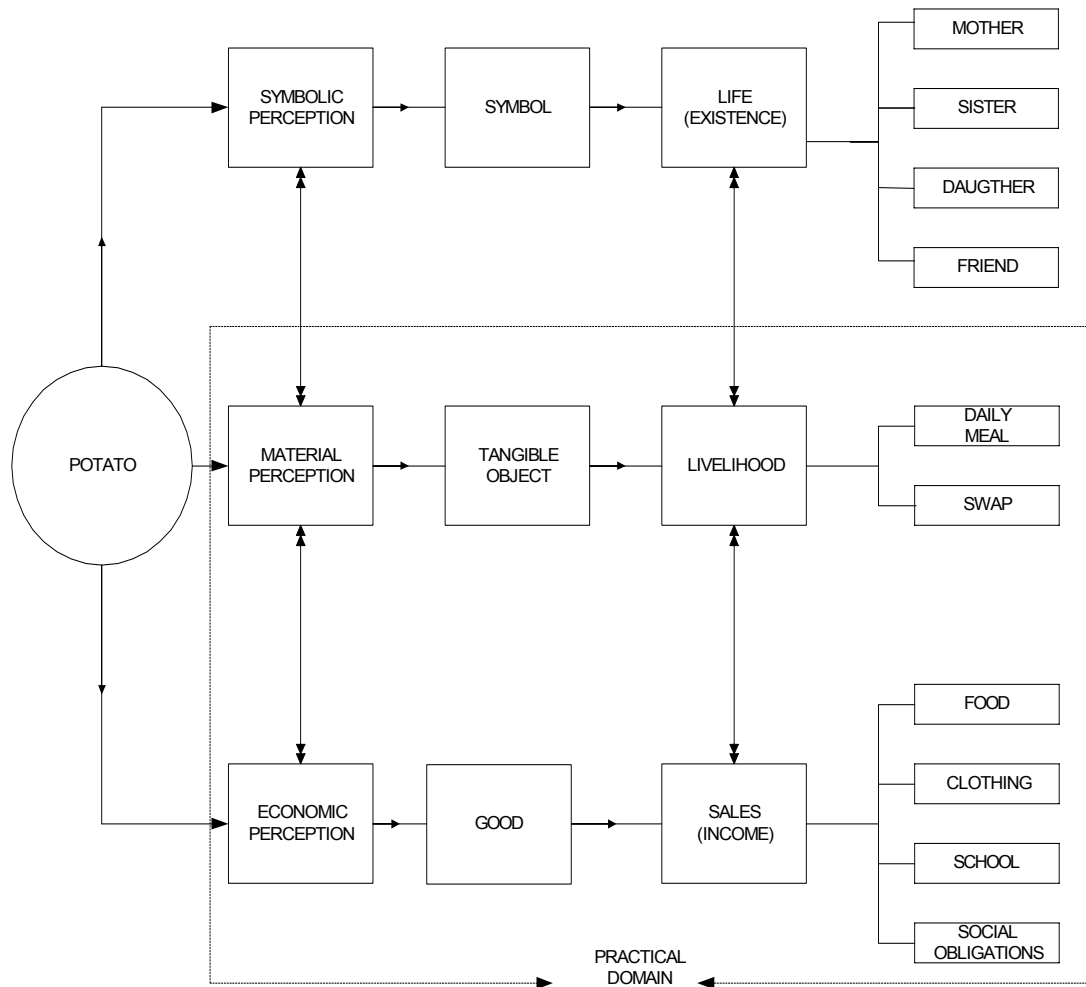 MOTHER
SYMBOLIC
PERCEPTION
SYMBOL
LIFE
(EXISTENCE)
SISTER
DAUGTHER
FRIEND
POTATO
MATERIAL
PERCEPTION
TANGIBLE
OBJECT
LIVELIHOOD
DAILY
MEAL
SWAP
ECONOMIC
PERCEPTION
GOOD
SALES
(INCOME)
FOOD
CLOTHING
SCHOOL
SOCIAL
OBLIGATIONS
PRACTICAL
DOMAIN